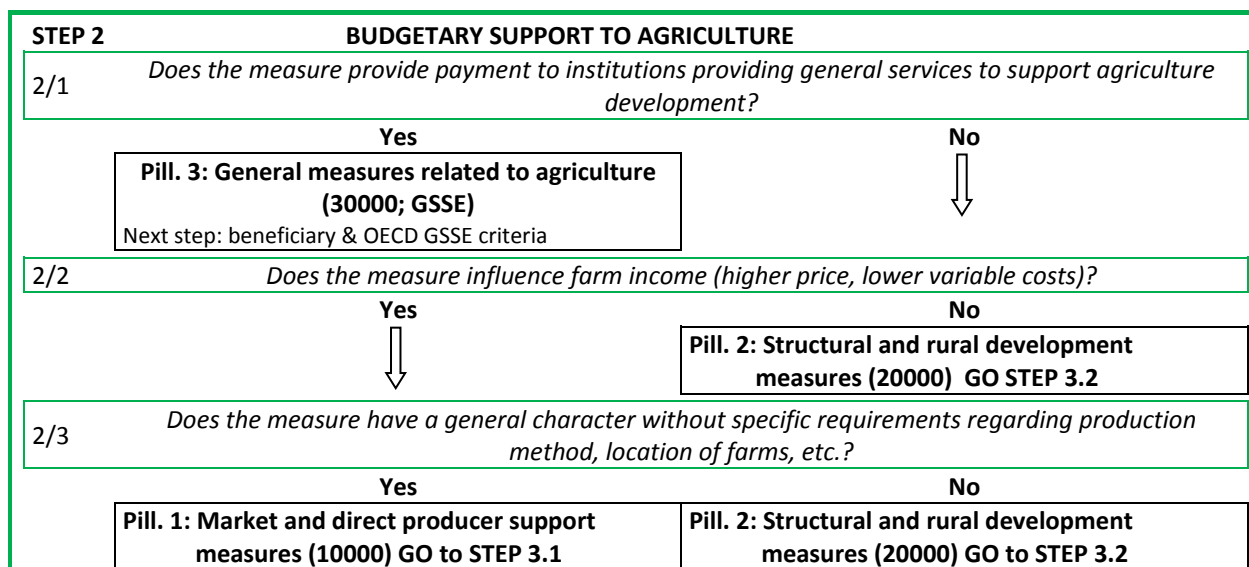 STEP 2 BUDGETARY SUPPORT TO AGRICULTURE
2/1 Does the measure provide payment to institutions providing general services to support agriculture
development?
Yes No
Pill. 3: General measures related to agriculture
(30000; GSSE)
Next step: beneficiary & OECD GSSE criteria
2/2 Does the measure influence farm income (higher price, lower variable costs)?
Yes No
Pill. 2: Structural and rural development
measures (20000) GO STEP 3.2
2/3 Does the measure have a general character without specific requirements regarding production
method, location of farms, etc.?
Yes No
Pill. 1: Market and direct producer support
measures (10000) GO to STEP 3.1
Pill. 2: Structural and rural development
measures (20000) GO to STEP 3.2